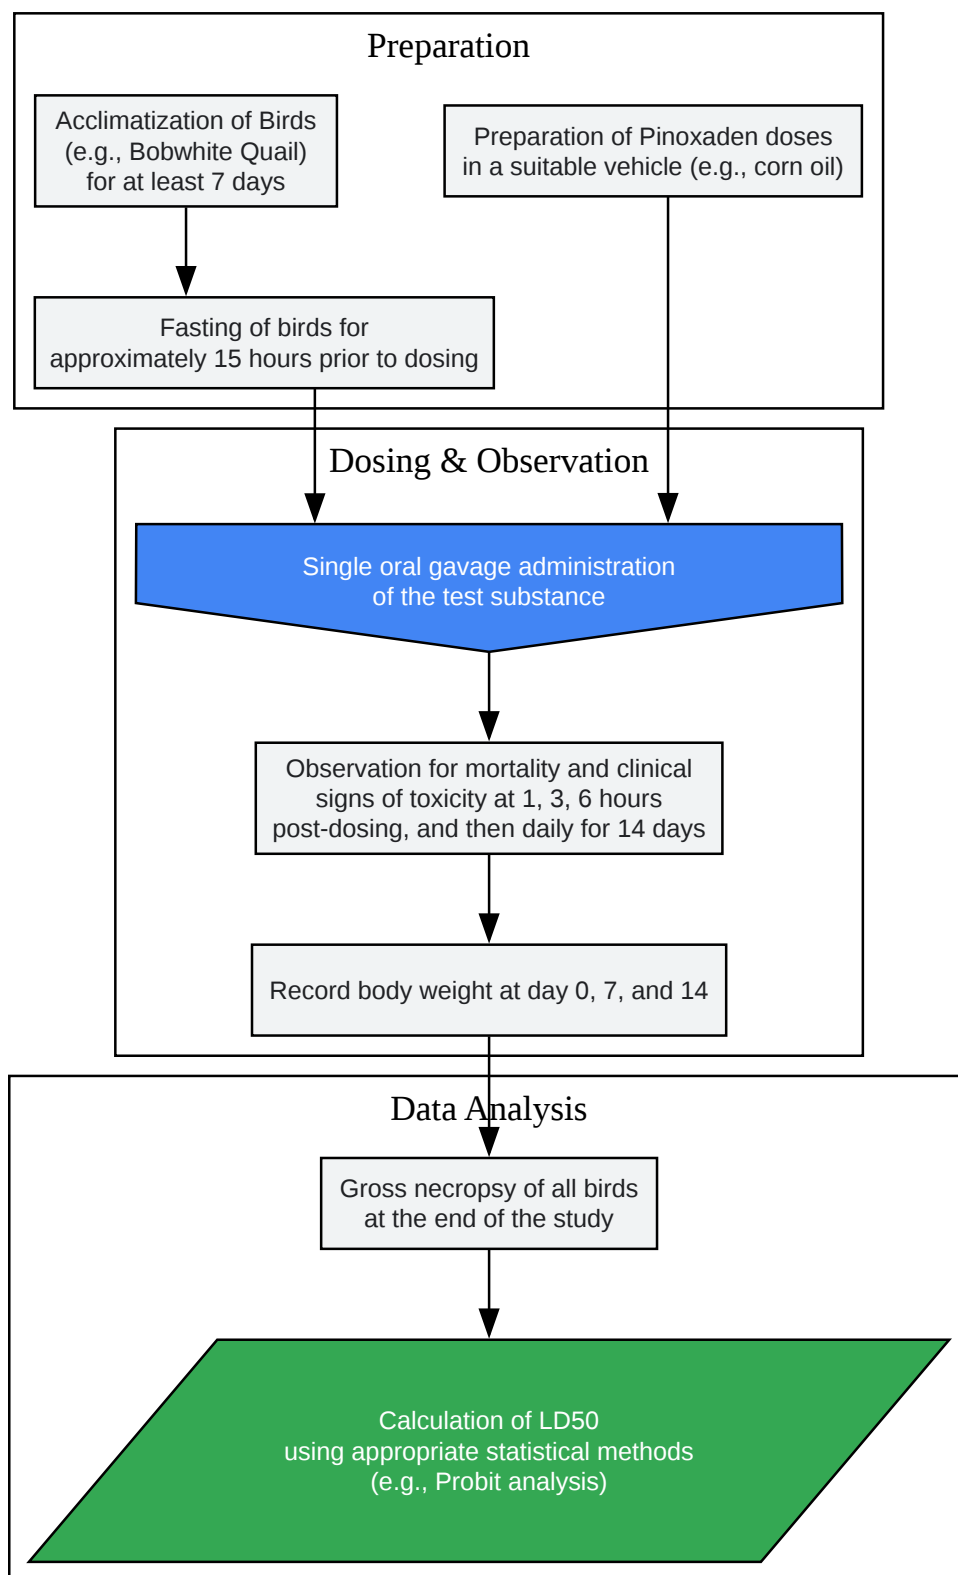 Preparation
Acclimatization of Birds
(e.g., Bobwhite Quail)
for at least 7 days
Preparation of Pinoxaden doses
in a suitable vehicle (e.g., corn oil)
Fasting of birds for
approximately 15 hours prior to dosing
Dosing & Observation
Single oral gavage administration
of the test substance
Observation for mortality and clinical
signs of toxicity at 1, 3, 6 hours
post-dosing, and then daily for 14 days
Record body weight at day 0, 7, and 14
Data Analysis
Gross necropsy of all birds
at the end of the study
Calculation of LD50
using appropriate statistical methods
(e.g., Probit analysis)